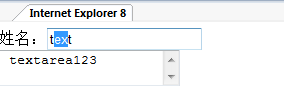 Internet Explorer 8
姓名： text
textarea123